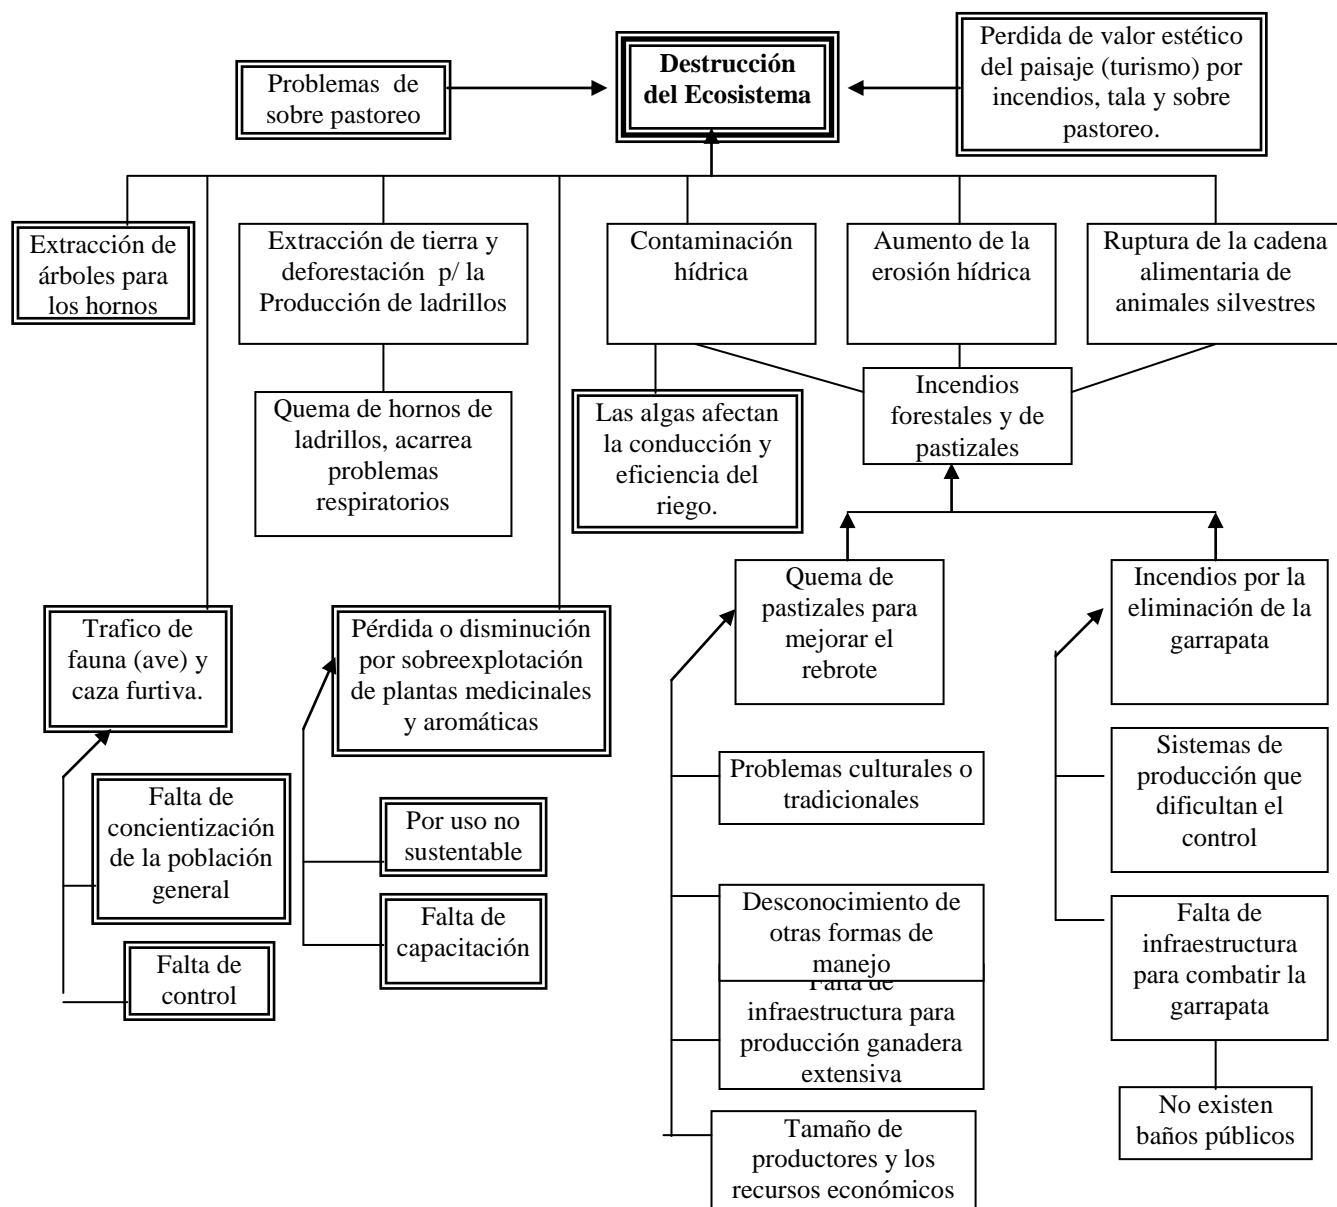 Problemas de
sobre pastoreo
Destrucción
del Ecosistema
Perdida de valor estético
del paisaje (turismo) por
incendios, tala y sobre
pastoreo.
Extracción de
árboles para
los hornos
Extracción de tierra y
deforestación p/ la
Producción de ladrillos
Contaminación
hídrica
Aumento de la
erosión hídrica
Ruptura de la cadena
alimentaria de
animales silvestres
Quema de hornos de
ladrillos, acarrea
problemas
respiratorios
Las algas afectan
la conducción y
eficiencia del
riego.
Incendios
forestales y de
pastizales
Quema de
pastizales para
mejorar el
rebrote
Incendios por la
eliminación de la
garrapata
Trafico de
fauna (ave) y
caza furtiva.
Pérdida o disminución
por sobreexplotación
de plantas medicinales
y aromáticas
Problemas culturales o
tradicionales
Sistemas de
producción que
dificultan el
control
Falta de
concientización
de la población
general
Por uso no
sustentable
Desconocimiento de
otras formas de
manejo
Falta de
capacitación
Falta de
infraestructura
para combatir la
garrapata
Falta de
control
Falta de
infraestructura para
producción ganadera
extensiva
No existen
baños públicos
Tamaño de
productores y los
recursos económicos